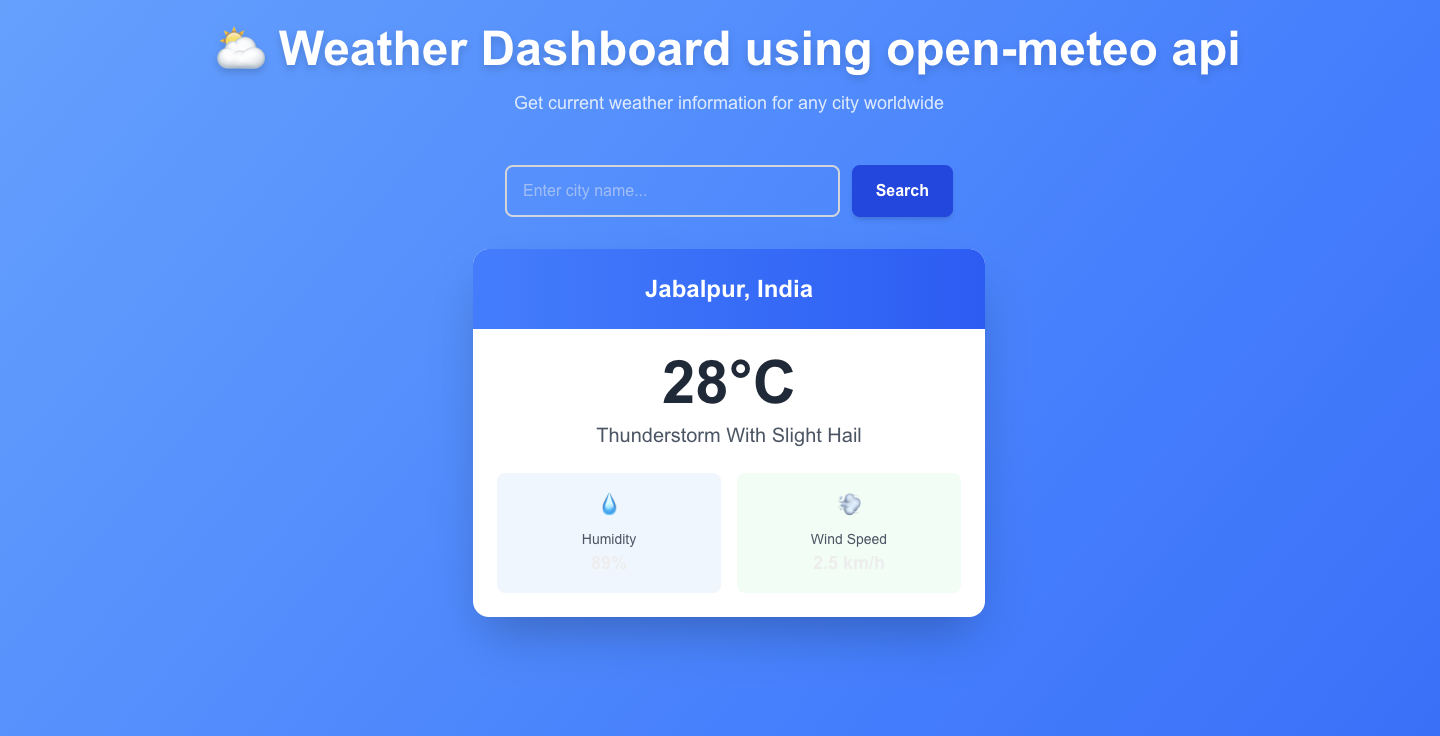 Weather Dashboard using open-meteo api
Get current weather information for any city worldwide
Enter city name...
Search
Jabalpur, India
28°C
Thunderstorm With Slight Hail
Humidity
89%
Wind Speed
2.5 km/h